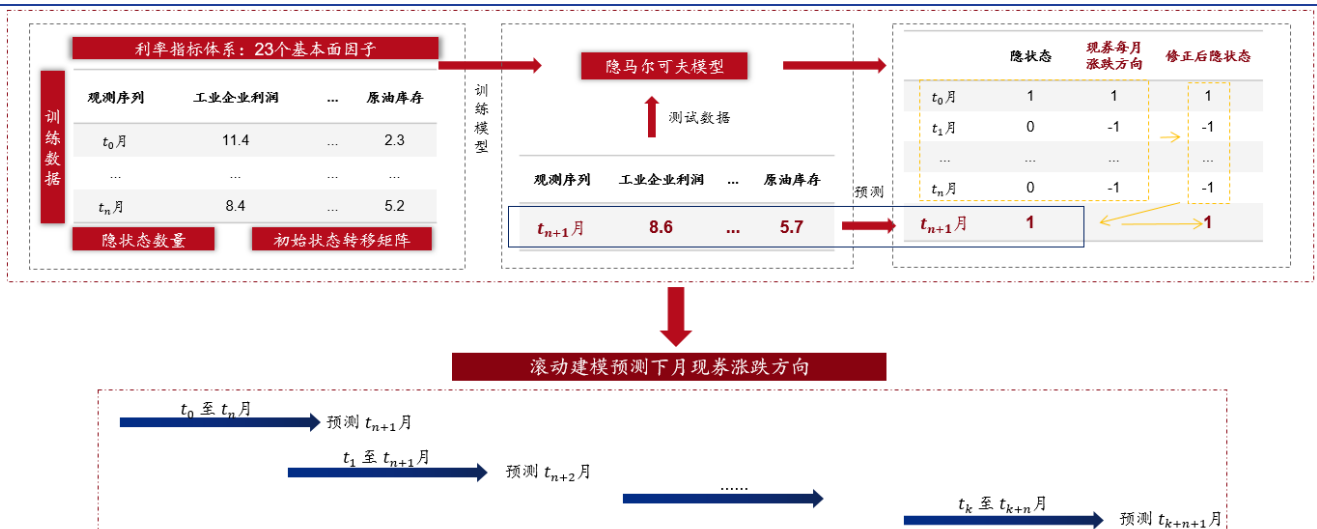 利率指标体系：23个基本面因子
训练数据
观测序列 工业企业利润 ... 原油库存
t₀月 11.4 ... 2.3
... ... ... ...
tₙ月 8.4 ... 5.2
隐状态数量 初始状态转移矩阵
训练模型
隐马尔可夫模型
测试数据
观测序列 工业企业利润 ... 原油库存
tₙ₊₁月 8.6 ... 5.7
预测
隐状态 现券每月涨跌方向 修正后隐状态
t₀月 1 1 1
t₁月 0 -1 -1
... ... ... ...
tₙ月 0 -1 -1
tₙ₊₁月 1 1
滚动建模预测下月现券涨跌方向
t₀ 至 tₙ月
预测 tₙ₊₁月
t₁ 至 tₙ₊₁月
预测 tₙ₊₂月
......
tₖ 至 tₖ₊ₙ月
预测 tₖ₊ₙ₊₁月